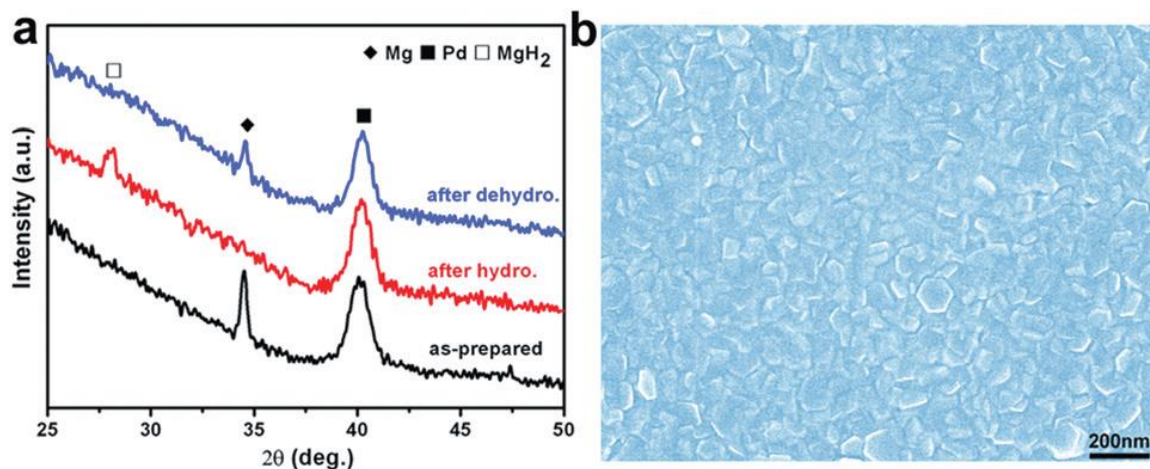 a
◆ Mg ■ Pd □ MgH2
□
◆
■
after dehydro.
after hydro.
as-prepared
Intensity (a.u.)
25 30 35 40 45 50
2θ (deg.)
b
200nm